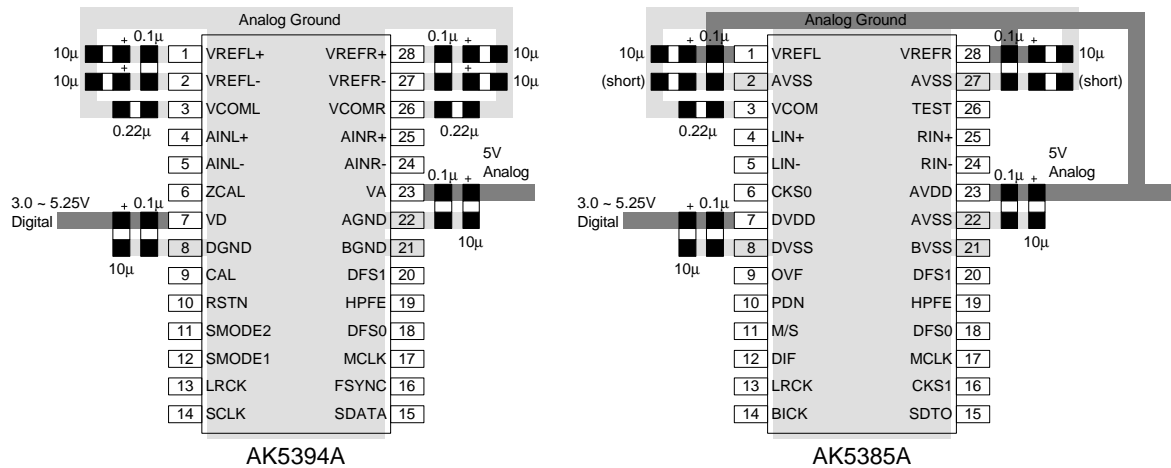 Analog Ground
10μ
+ 0.1μ
1 VREFL+ VREFR+ 28
0.1μ +
10μ
10μ
+
2 VREFL- VREFR- 27
+
10μ
3 VCOML VCOMR 26
0.22μ
0.22μ
4 AINL+ AINR+ 25
5 AINL- AINR- 24
5V
Analog
0.1μ +
6 ZCAL VA 23
3.0 ~ 5.25V
Digital
+ 0.1μ
7 VD AGND 22
10μ
8 DGND BGND 21
10μ
9 CAL DFS1 20
10 RSTN HPFE 19
11 SMODE2 DFS0 18
12 SMODE1 MCLK 17
13 LRCK FSYNC 16
14 SCLK SDATA 15
AK5394A
Analog Ground
10μ
+ 0.1μ
1 VREFL VREFR 28
0.1μ +
10μ
(short)
2 AVSS AVSS 27
(short)
3 VCOM TEST 26
0.22μ
4 LIN+ RIN+ 25
5 LIN- RIN- 24
5V
Analog
0.1μ +
6 CKS0 AVDD 23
3.0 ~ 5.25V
Digital
+ 0.1μ
7 DVDD AVSS 22
10μ
8 DVSS BVSS 21
10μ
9 OVF DFS1 20
10 PDN HPFE 19
11 M/S DFS0 18
12 DIF MCLK 17
13 LRCK CKS1 16
14 BICK SDTO 15
AK5385A